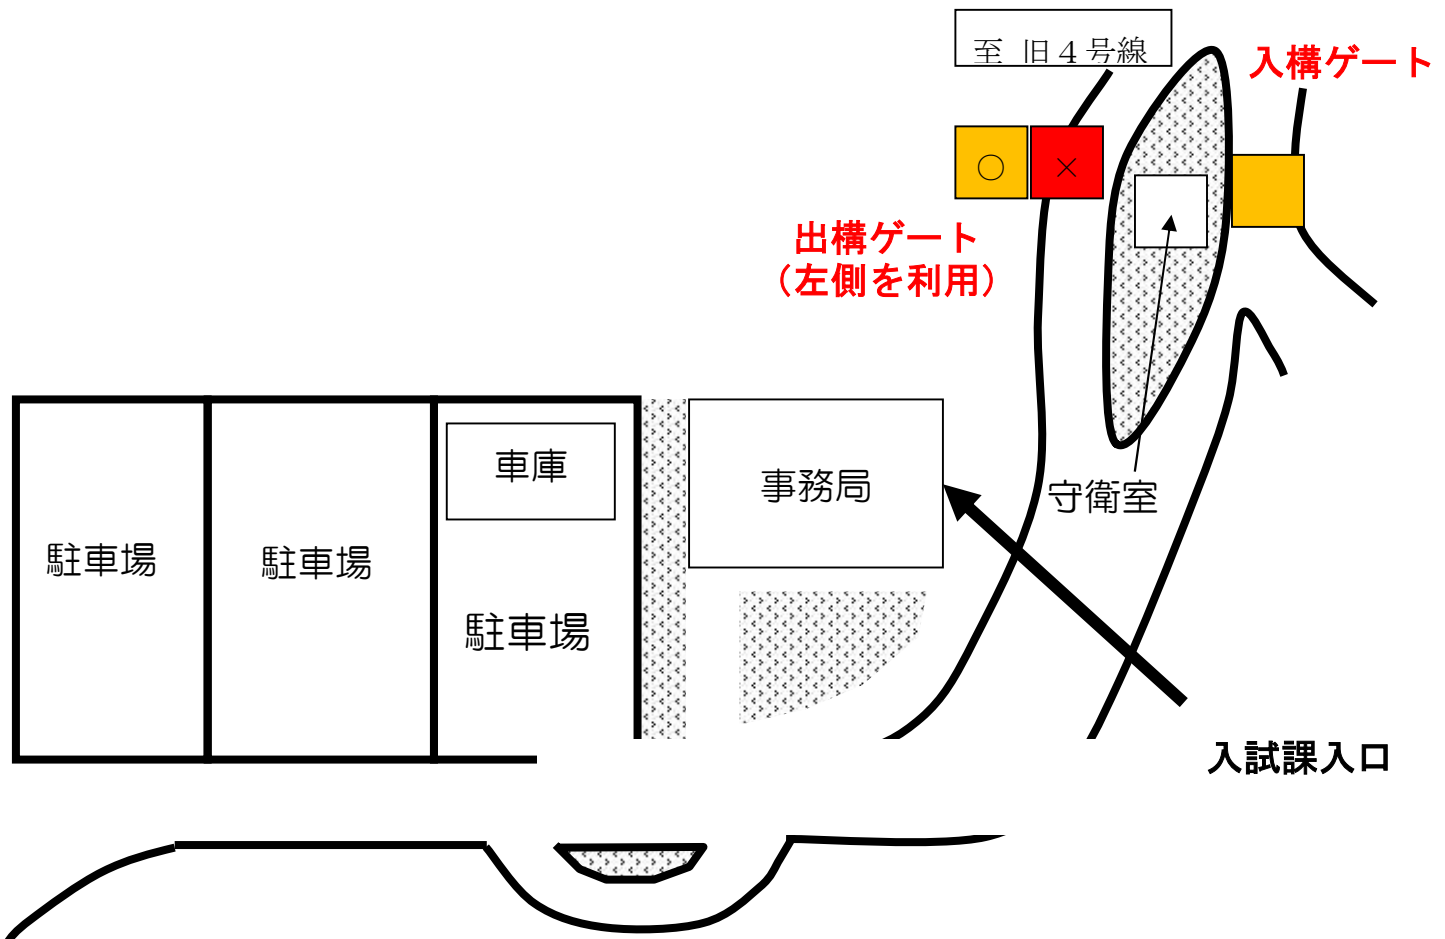 至 旧4号線
入構ゲート
○
×
出構ゲート
(左側を利用)
車庫
事務局
守衛室
駐車場
駐車場
駐車場
入試課入口